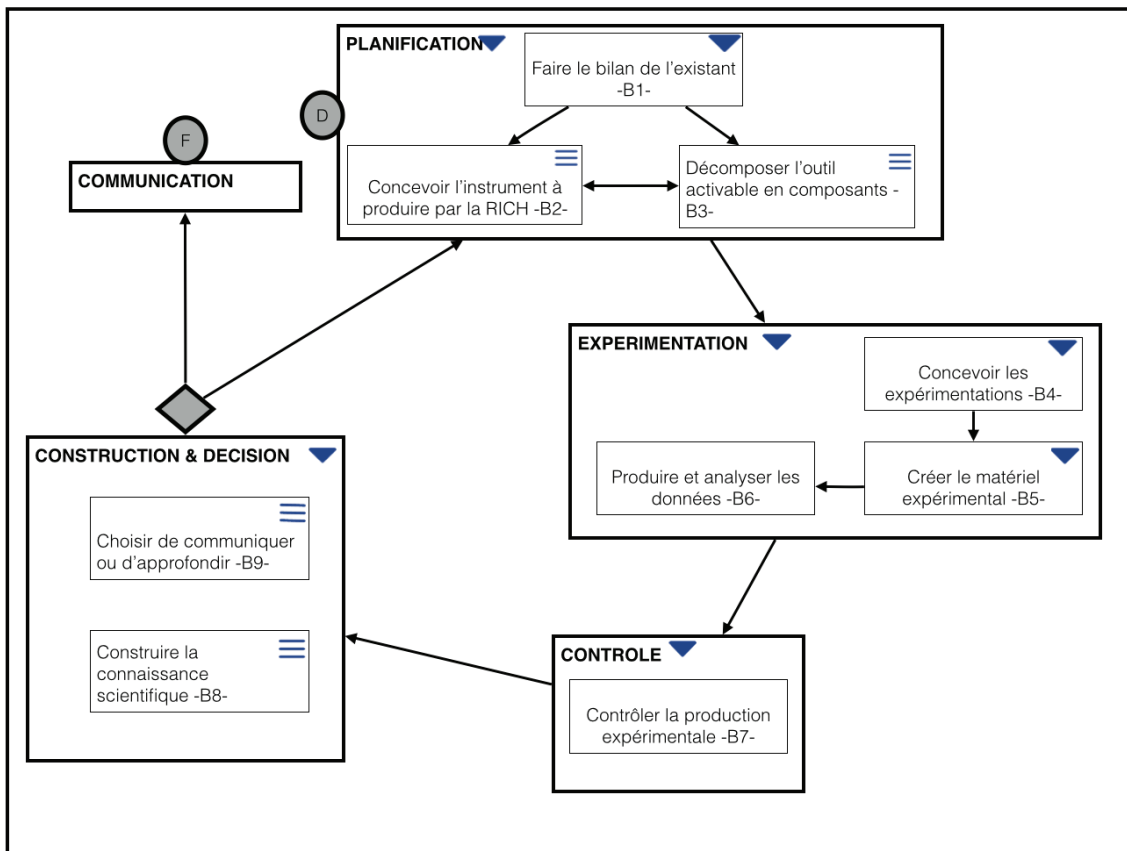 PLANIFICATION
Faire le bilan de l'existant
-B1-
D
F
COMMUNICATION
Concevoir l'instrument à
produire par la RICH -B2-
Décomposer l'outil
activable en composants -
B3-
EXPERIMENTATION
Concevoir les
expérimentations -B4-
Produire et analyser les
données -B6-
Créer le matériel
expérimental -B5-
CONSTRUCTION & DECISION
Choisir de communiquer
ou d'approfondir -B9-
Construire la
connaissance
scientifique -B8-
CONTROLE
Contrôler la production
expérimentale -B7-